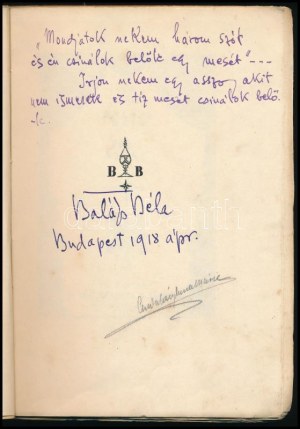 „Mondjátok nekem három szót
és én csinálok belőle egy mesét" ---
Irjon nekem egy asszony, akit
nem ismerek és tíz mesét csinálok belő-
le.
B B
Balázs Béla
Budapest 1918 ápr.